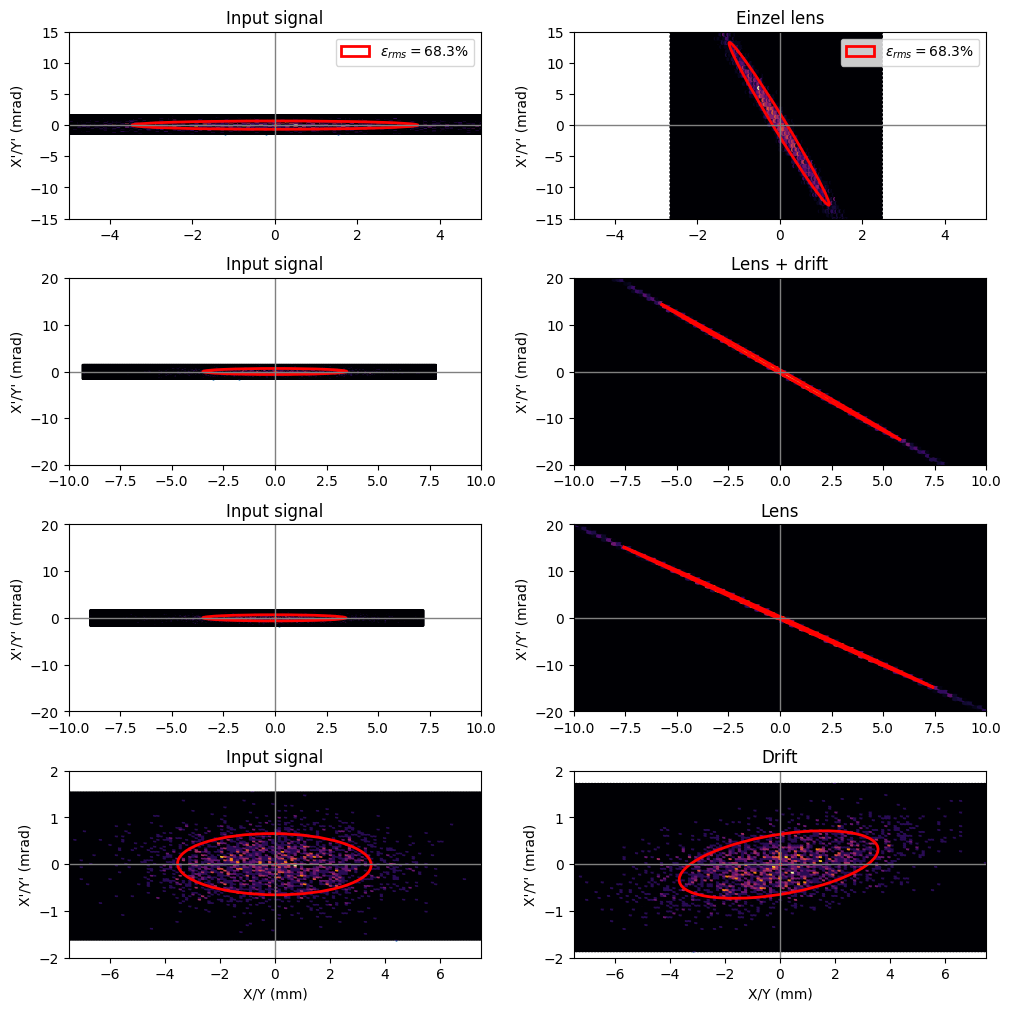 Input signal
Einzel lens
15
10
5
0
−5
−10
−15
X'/Y' (mrad)
ε_rms = 68.3%
−4 −2 0 2 4
15
10
5
0
−5
−10
−15
X'/Y' (mrad)
ε_rms = 68.3%
−4 −2 0 2 4
Input signal
Lens + drift
20
10
0
−10
−20
X'/Y' (mrad)
−10.0 −7.5 −5.0 −2.5 0.0 2.5 5.0 7.5 10.0
20
10
0
−10
−20
X'/Y' (mrad)
−10.0 −7.5 −5.0 −2.5 0.0 2.5 5.0 7.5 10.0
Input signal
Lens
20
10
0
−10
−20
X'/Y' (mrad)
−10.0 −7.5 −5.0 −2.5 0.0 2.5 5.0 7.5 10.0
20
10
0
−10
−20
X'/Y' (mrad)
−10.0 −7.5 −5.0 −2.5 0.0 2.5 5.0 7.5 10.0
Input signal
Drift
2
1
0
−1
−2
X'/Y' (mrad)
−6 −4 −2 0 2 4 6
X/Y (mm)
2
1
0
−1
−2
X'/Y' (mrad)
−6 −4 −2 0 2 4 6
X/Y (mm)